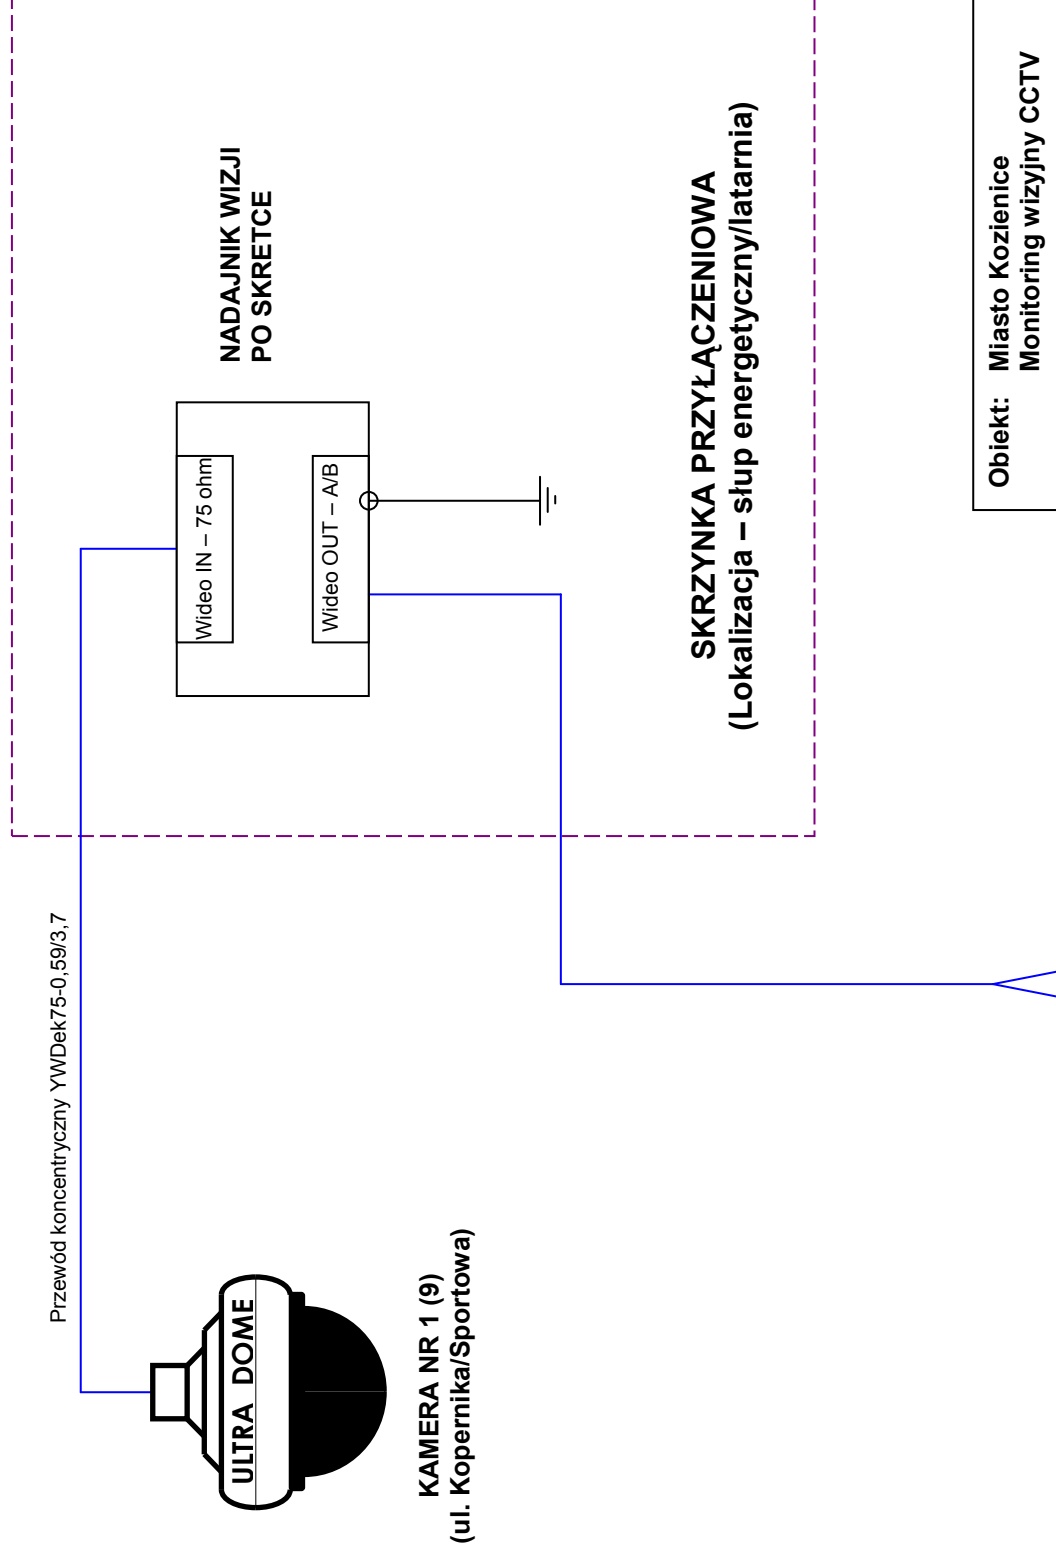 Przewód koncentryczny YWDek75-0,59/3,7
ULTRA DOME
KAMERA NR 1 (9)
(ul. Kopernika/Sportowa)
Wideo IN – 75 ohm
Wideo OUT – A/B
NADAJNIK WIZJI
PO SKRETCE
SKRZYNKA PRZYŁĄCZENIOWA
(Lokalizacja – słup energetyczny/latarnia)
Obiekt: Miasto Kozienice
Monitoring wizyjny CCTV